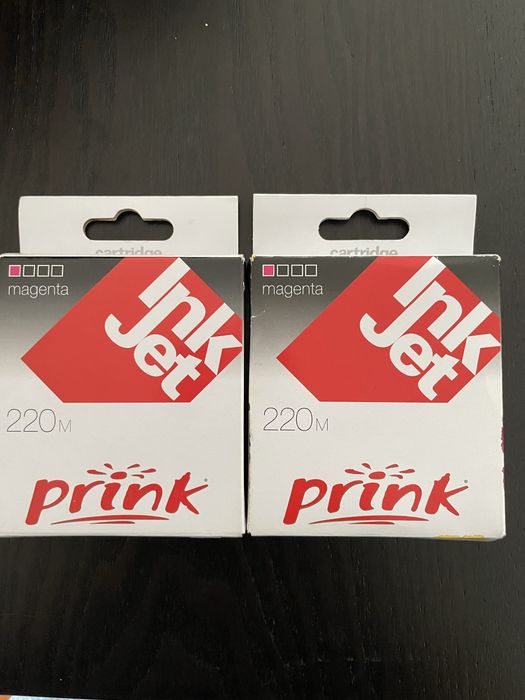 cartridge
magenta
Ink
Jet
220M
prink®
cartridge
magenta
Ink
Jet
220M
prink®